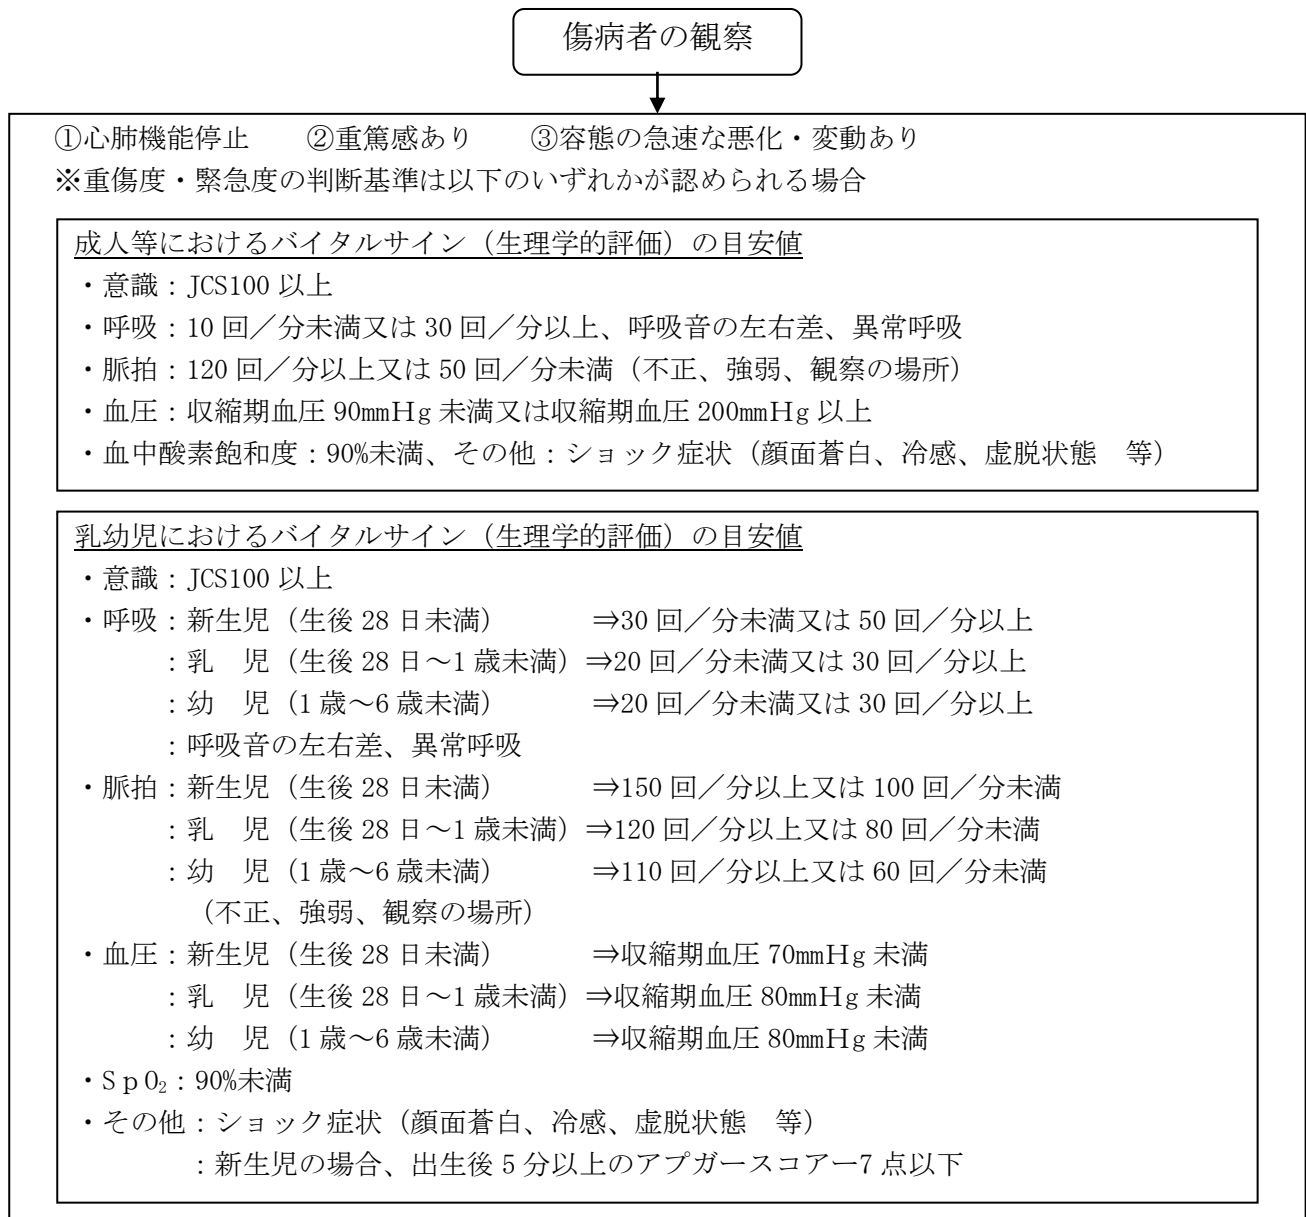 傷病者の観察
①心肺機能停止　　②重篤感あり　　③容態の急速な悪化・変動あり
※重傷度・緊急度の判断基準は以下のいずれかが認められる場合
成人等におけるバイタルサイン（生理学的評価）の目安値
・意識：JCS100 以上
・呼吸：10 回／分未満又は 30 回／分以上、呼吸音の左右差、異常呼吸
・脈拍：120 回／分以上又は 50 回／分未満（不正、強弱、観察の場所）
・血圧：収縮期血圧 90mmHg 未満又は収縮期血圧 200mmHg 以上
・血中酸素飽和度：90%未満、その他：ショック症状（顔面蒼白、冷感、虚脱状態　等）
乳幼児におけるバイタルサイン（生理学的評価）の目安値
・意識：JCS100 以上
・呼吸：新生児（生後 28 日未満）　　　　⇒30 回／分未満又は 50 回／分以上
：乳　児（生後 28 日～1 歳未満）⇒20 回／分未満又は 30 回／分以上
：幼　児（1 歳～6 歳未満）　　　　⇒20 回／分未満又は 30 回／分以上
：呼吸音の左右差、異常呼吸
・脈拍：新生児（生後 28 日未満）　　　　⇒150 回／分以上又は 100 回／分未満
：乳　児（生後 28 日～1 歳未満）⇒120 回／分以上又は 80 回／分未満
：幼　児（1 歳～6 歳未満）　　　　⇒110 回／分以上又は 60 回／分未満
（不正、強弱、観察の場所）
・血圧：新生児（生後 28 日未満）　　　　⇒収縮期血圧 70mmHg 未満
：乳　児（生後 28 日～1 歳未満）⇒収縮期血圧 80mmHg 未満
：幼　児（1 歳～6 歳未満）　　　　⇒収縮期血圧 80mmHg 未満
・ＳｐO₂：90%未満
・その他：ショック症状（顔面蒼白、冷感、虚脱状態　等）
：新生児の場合、出生後 5 分以上のアプガースコアー7 点以下